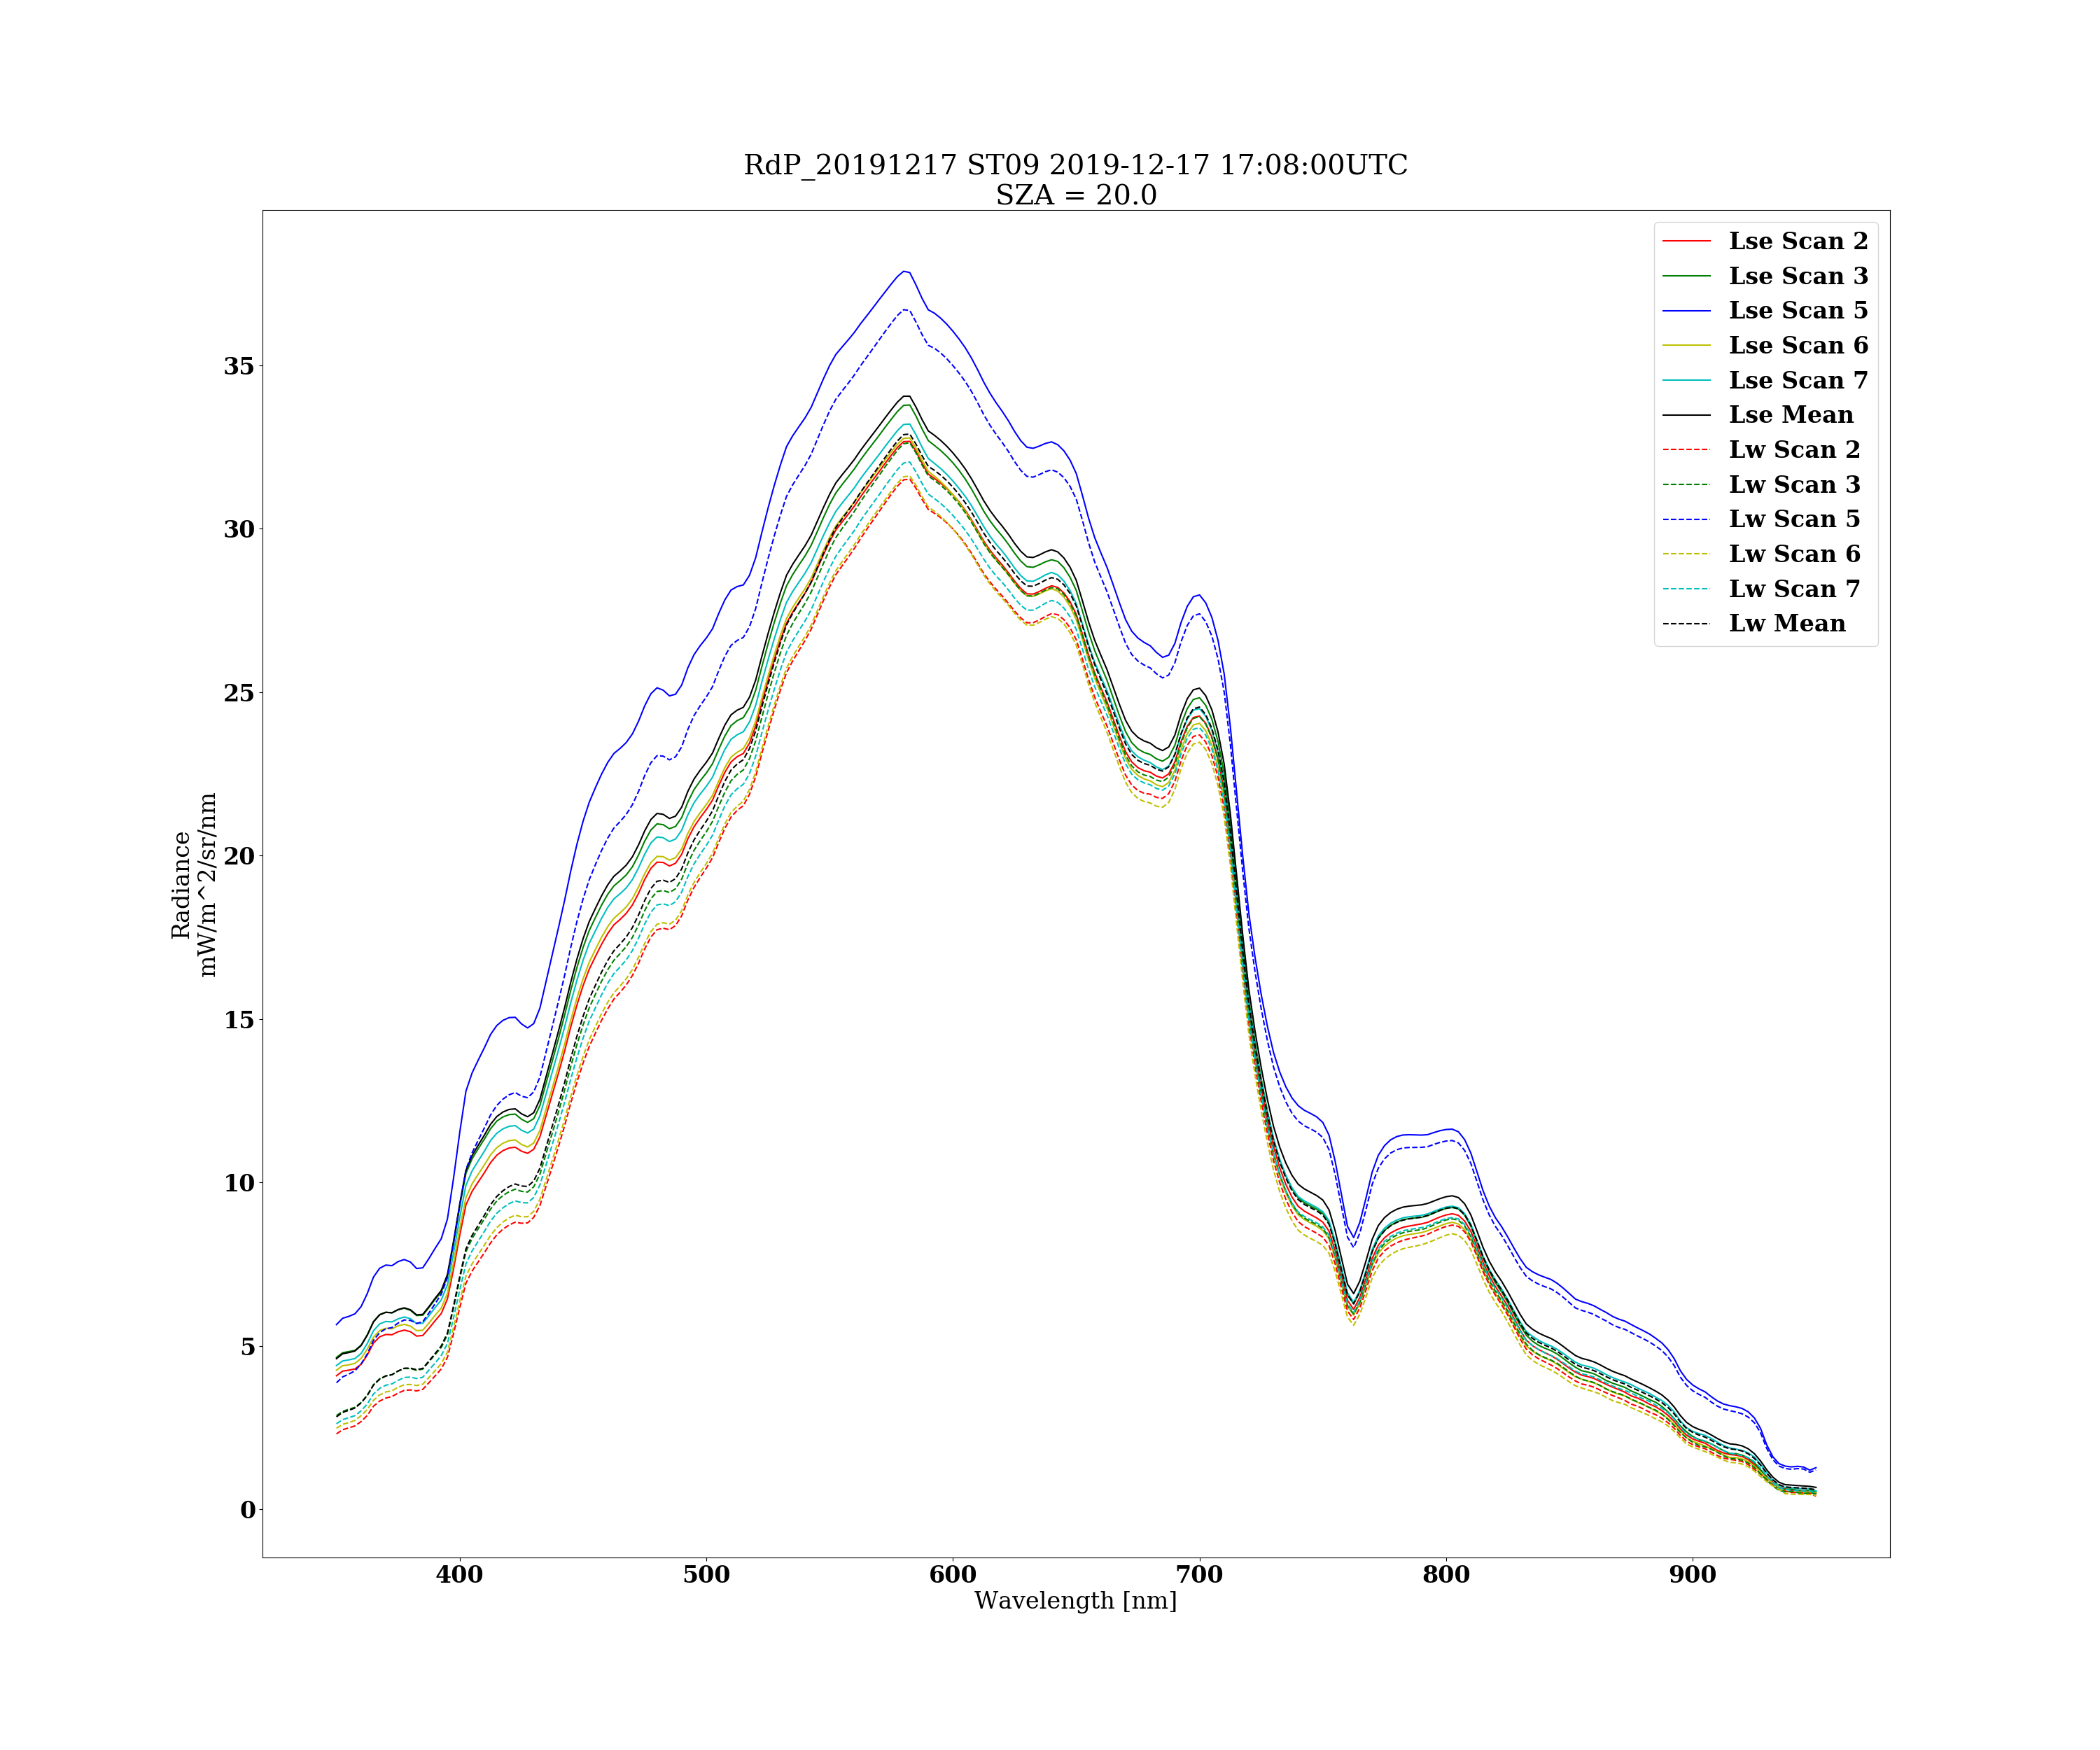 RdP_20191217 ST09 2019-12-17 17:08:00UTC
SZA = 20.0
Lse Scan 2
Lse Scan 3
Lse Scan 5
Lse Scan 6
Lse Scan 7
Lse Mean
Lw Scan 2
Lw Scan 3
Lw Scan 5
Lw Scan 6
Lw Scan 7
Lw Mean
Radiance
mW/m^2/sr/nm
35
30
25
20
15
10
5
0
400 500 600 700 800 900
Wavelength [nm]